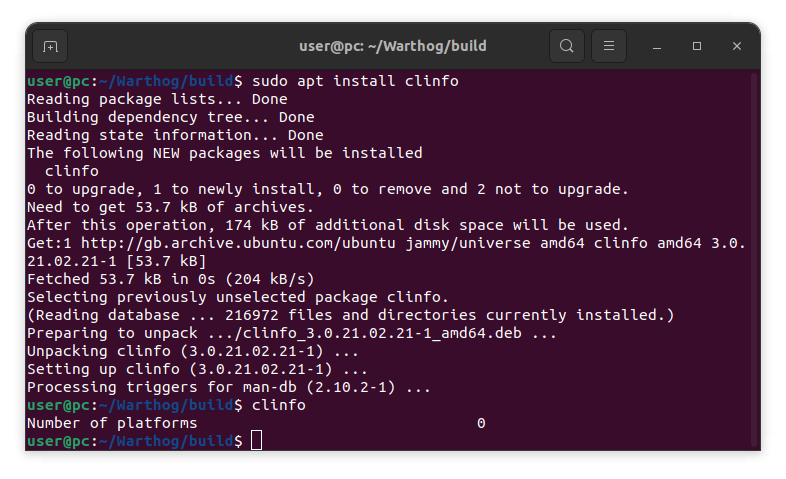 user@pc: ~/Warthog/build
user@pc:~/Warthog/build$ sudo apt install clinfo
Reading package lists... Done
Building dependency tree... Done
Reading state information... Done
The following NEW packages will be installed
  clinfo
0 to upgrade, 1 to newly install, 0 to remove and 2 not to upgrade.
Need to get 53.7 kB of archives.
After this operation, 174 kB of additional disk space will be used.
Get:1 http://gb.archive.ubuntu.com/ubuntu jammy/universe amd64 clinfo amd64 3.0.
21.02.21-1 [53.7 kB]
Fetched 53.7 kB in 0s (204 kB/s)
Selecting previously unselected package clinfo.
(Reading database ... 216972 files and directories currently installed.)
Preparing to unpack .../clinfo_3.0.21.02.21-1_amd64.deb ...
Unpacking clinfo (3.0.21.02.21-1) ...
Setting up clinfo (3.0.21.02.21-1) ...
Processing triggers for man-db (2.10.2-1) ...
user@pc:~/Warthog/build$ clinfo
Number of platforms                               0
user@pc:~/Warthog/build$